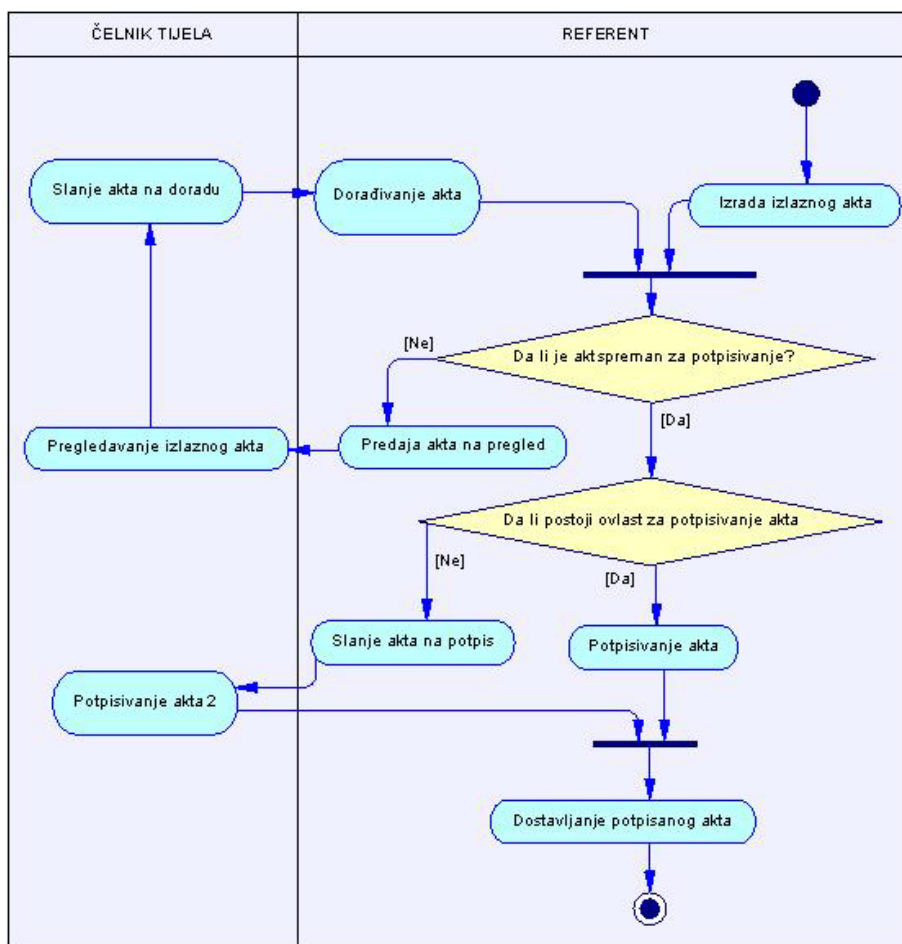 ČELNIK TIJELA
REFERENT
Slanje akta na doradu
Dorađivanje akta
Izrada izlaznog akta
Da li je aktspreman za potpisivanje?
[Ne]
[Da]
Predaja akta na pregled
Pregledavanje izlaznog akta
Da li postoji ovlast za potpisivanje akta
[Ne]
[Da]
Slanje akta na potpis
Potpisivanje akta
Potpisivanje akta 2
Dostavljanje potpisanog akta